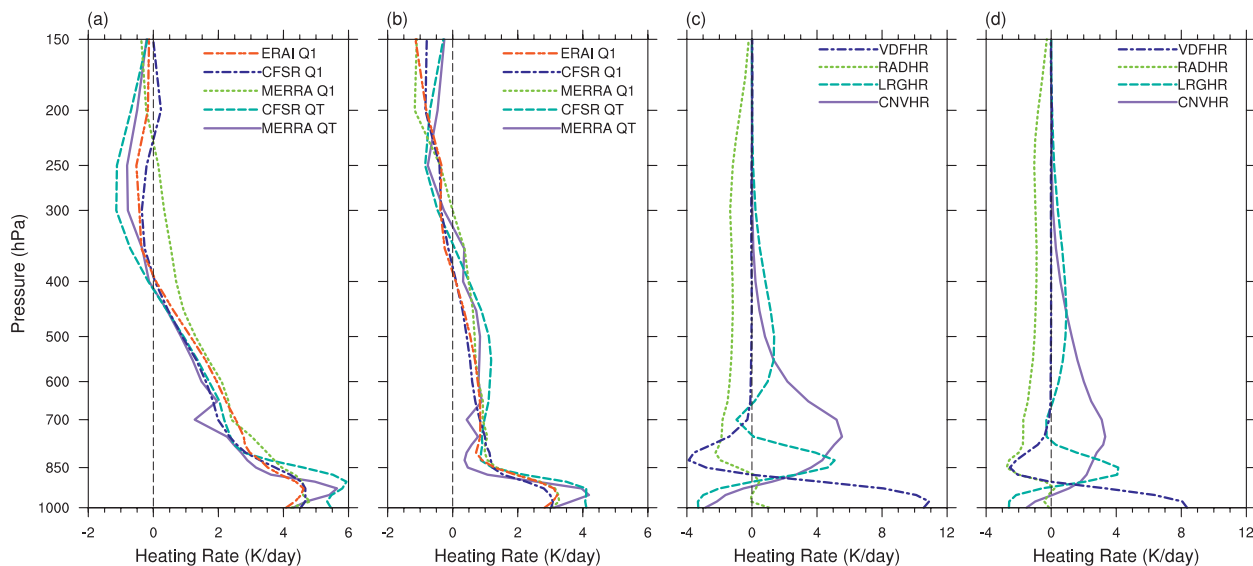 (a)
(b)
(c)
(d)
150
200
250
300
400
500
600
700
850
1000
Pressure (hPa)
ERAI Q1
CFSR Q1
MERRA Q1
CFSR QT
MERRA QT
-2 0 2 4 6
Heating Rate (K/day)
ERAI Q1
CFSR Q1
MERRA Q1
CFSR QT
MERRA QT
-2 0 2 4 6
Heating Rate (K/day)
VDFHR
RADHR
LRGHR
CNVHR
-4 0 4 8 12
Heating Rate (K/day)
VDFHR
RADHR
LRGHR
CNVHR
-4 0 4 8 12
Heating Rate (K/day)